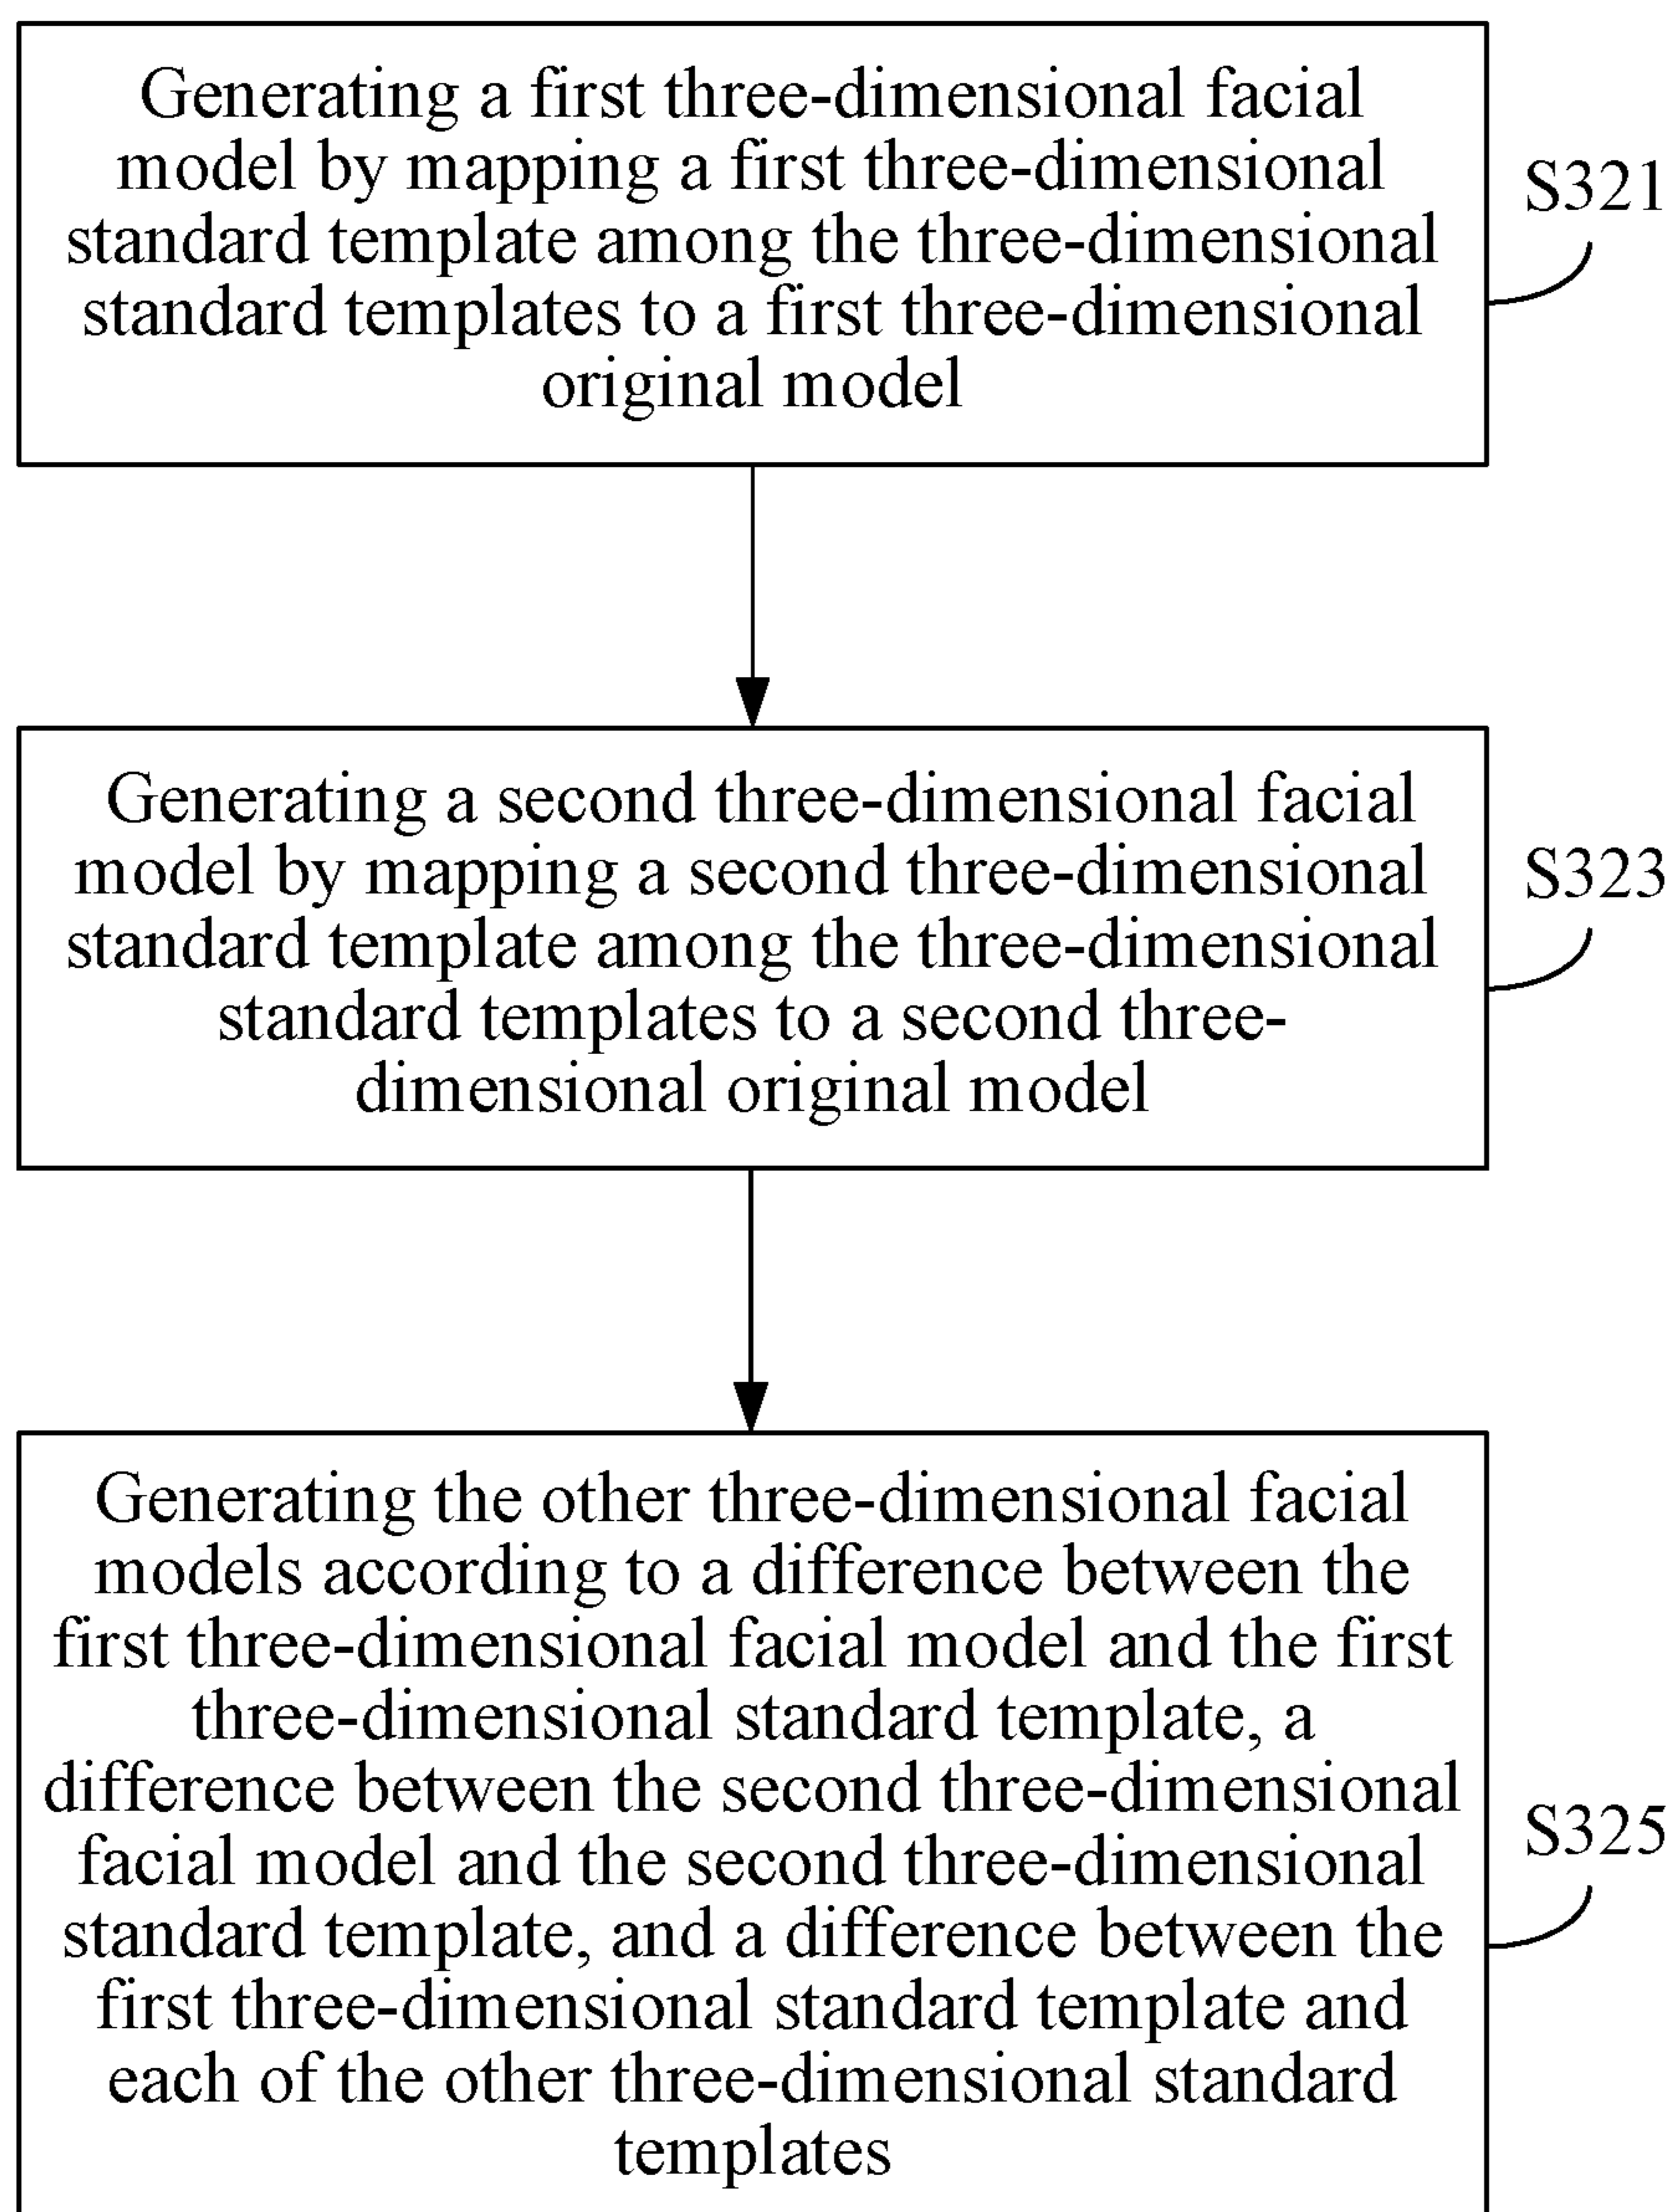 Generating a first three-dimensional facial
model by mapping a first three-dimensional
standard template among the three-dimensional
standard templates to a first three-dimensional
original model
S321
Generating a second three-dimensional facial
model by mapping a second three-dimensional
standard template among the three-dimensional
standard templates to a second three-
dimensional original model
S323
Generating the other three-dimensional facial
models according to a difference between the
first three-dimensional facial model and the first
three-dimensional standard template, a
difference between the second three-dimensional
facial model and the second three-dimensional
standard template, and a difference between the
first three-dimensional standard template and
each of the other three-dimensional standard
templates
S325